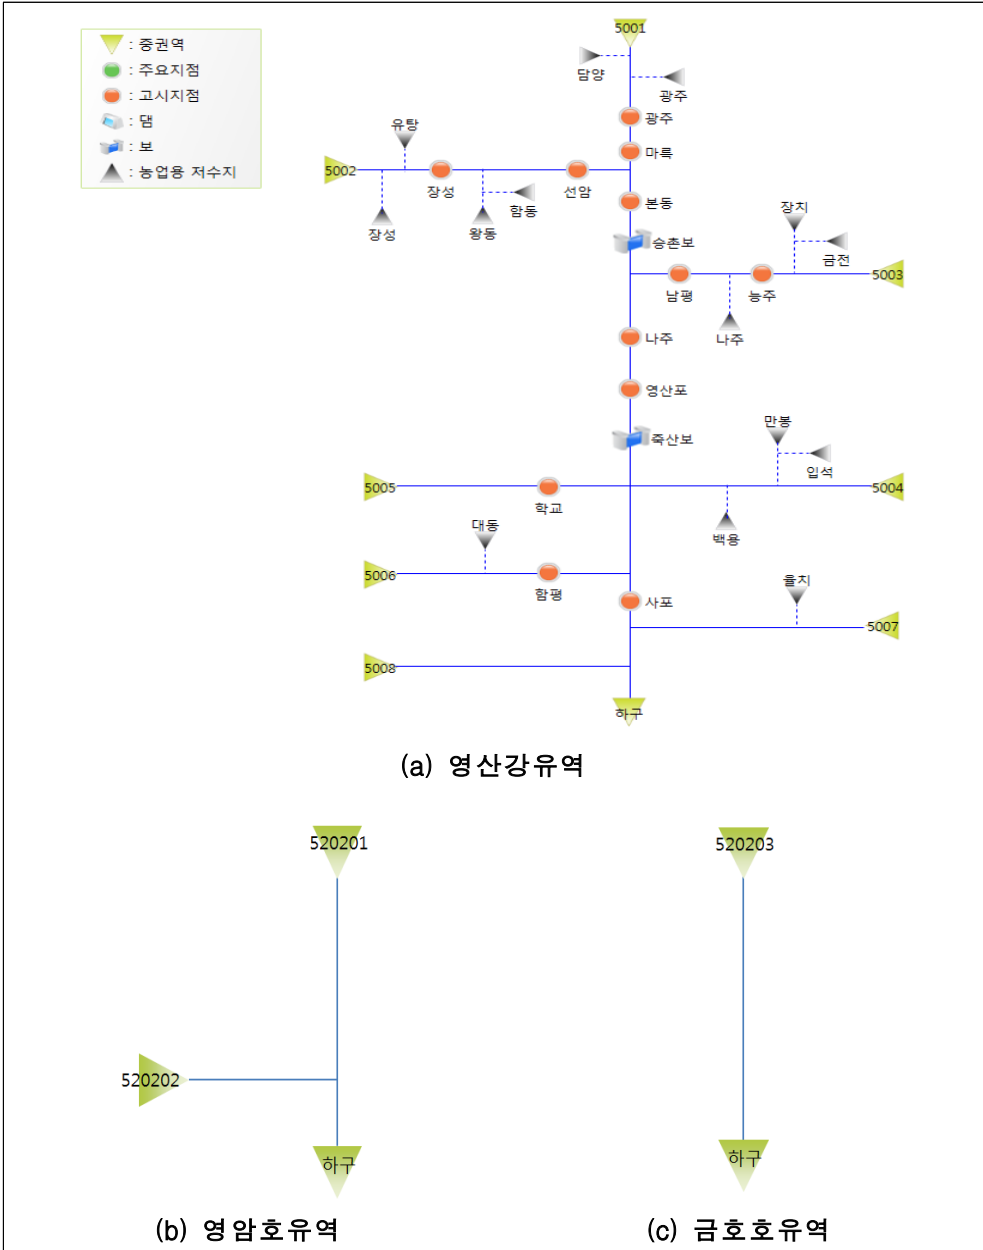 : 중권역
: 주요지점
: 고시지점
: 댐
: 보
: 농업용 저수지
5001
담양
광주
광주
마륵
유탕
5002
장성
선암
본동
장성
왕동
함동
승촌보
장치
금전
5003
남평
능주
나주
나주
영산포
죽산보
만봉
입석
5005
5004
학교
백용
대동
5006
함평
사포
율치
5007
5008
하구
(a) 영산강유역
520201
520203
520202
하구
하구
(b) 영암호유역
(c) 금호호유역